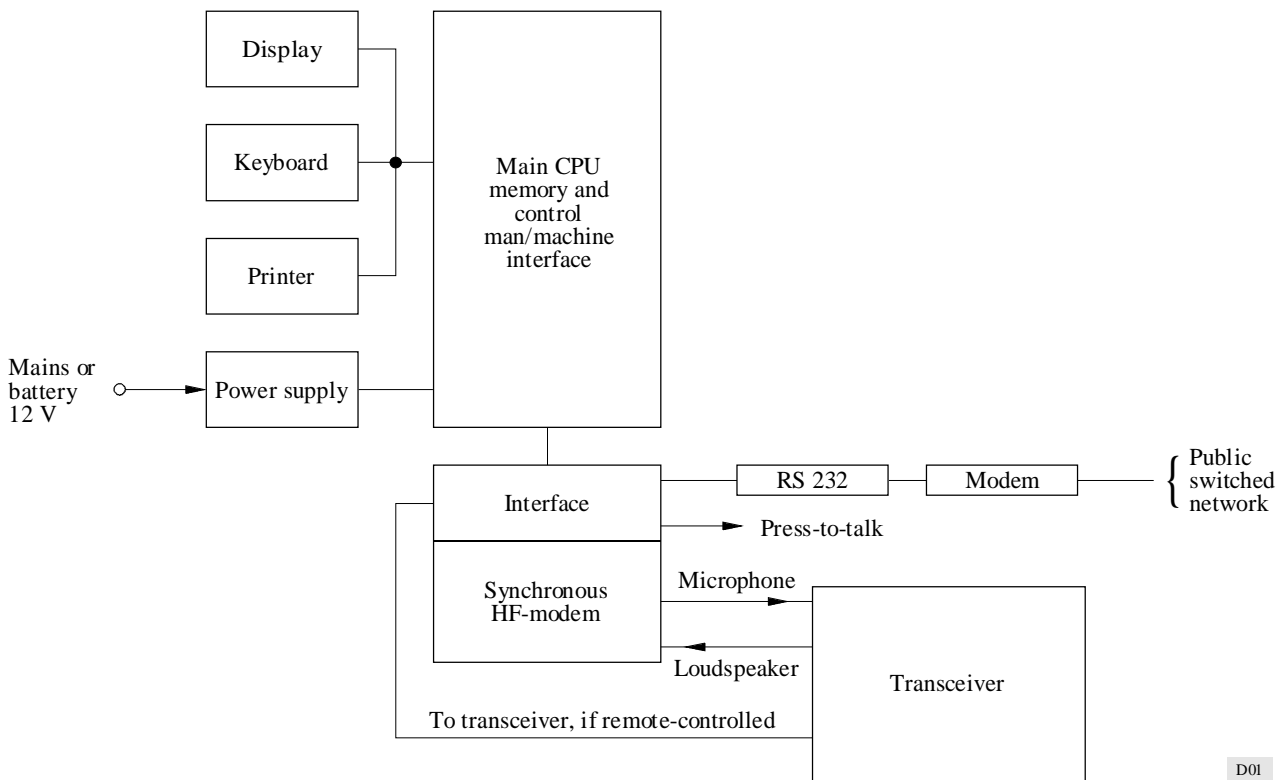 Display
Keyboard
Printer
Main CPU
memory and
control
man/machine
interface
Mains or
battery
12 V
Power supply
Interface
RS 232
Modem
Public
switched
network
Press-to-talk
Synchronous
HF-modem
Microphone
Loudspeaker
Transceiver
To transceiver, if remote-controlled
D01